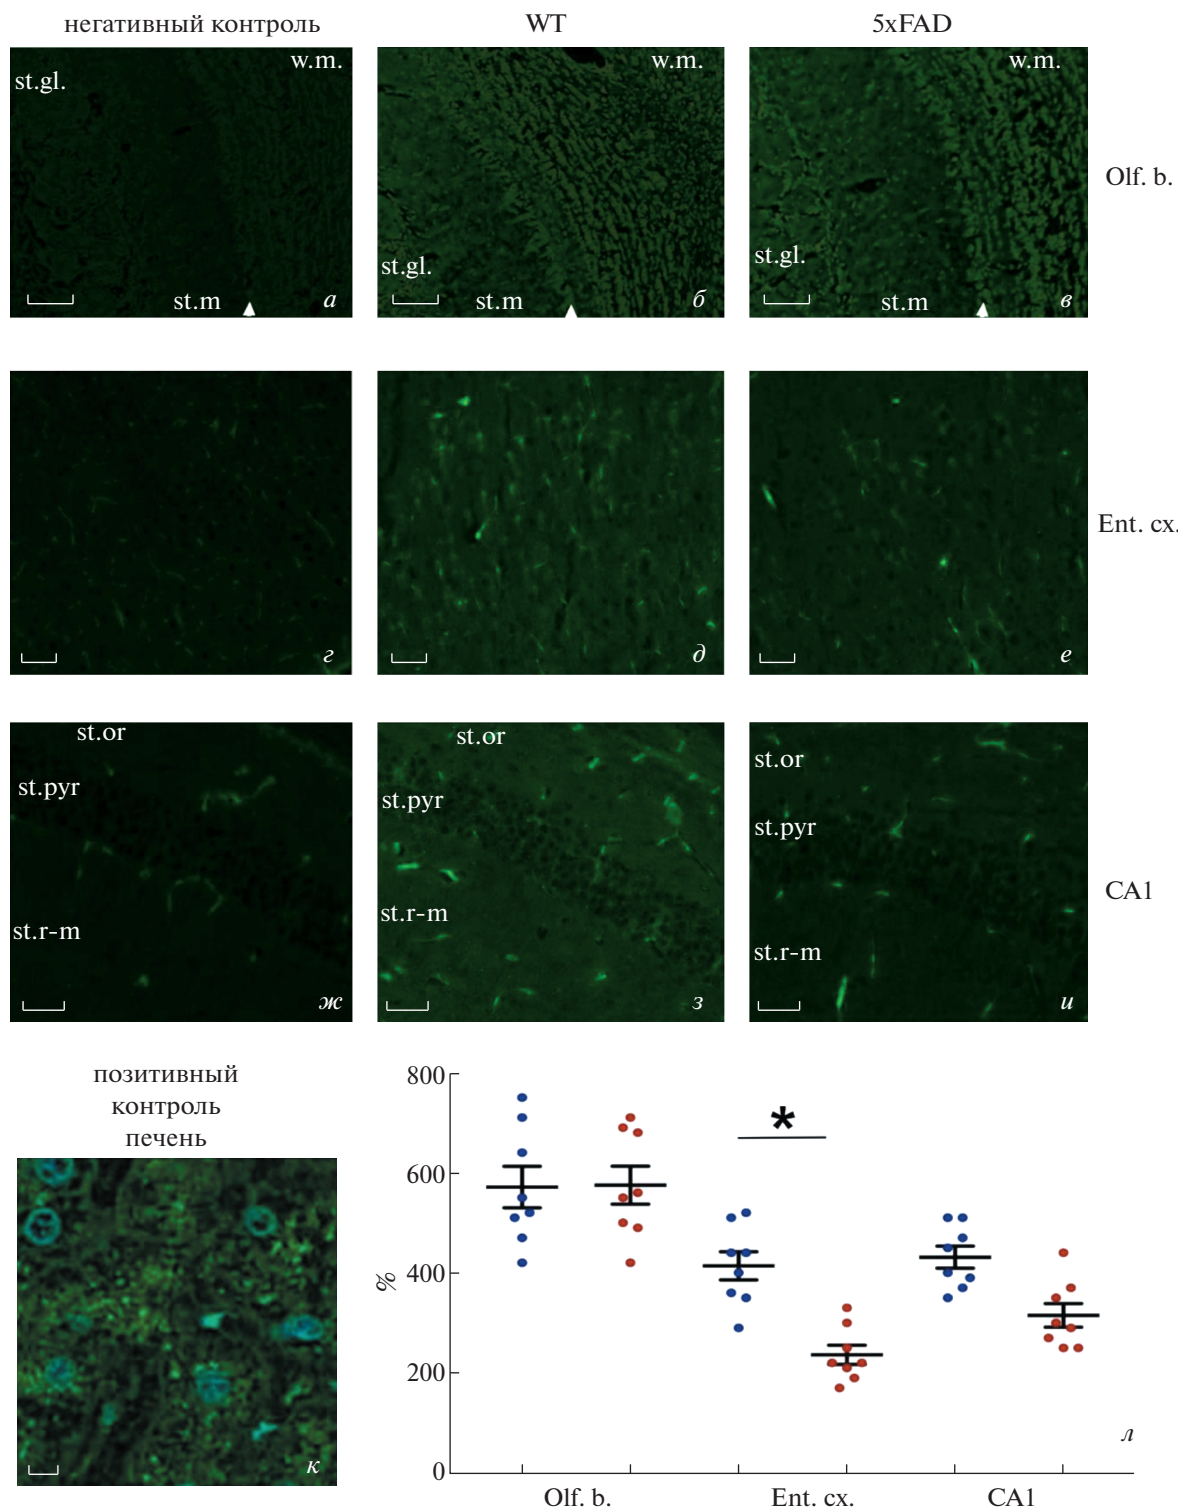 негативный контроль WT 5xFAD
st.gl. w.m. st.m а
w.m. st.gl. st.m б
w.m. st.gl. st.m в
Olf. b.
г
д
е
Ent. cx.
st.or st.pyr st.r-m ж
st.or st.pyr st.r-m з
st.or st.pyr st.r-m и
CA1
позитивный
контроль
печень
к
800
600
400
200
0
%
*
л
Olf. b. Ent. cx. CA1